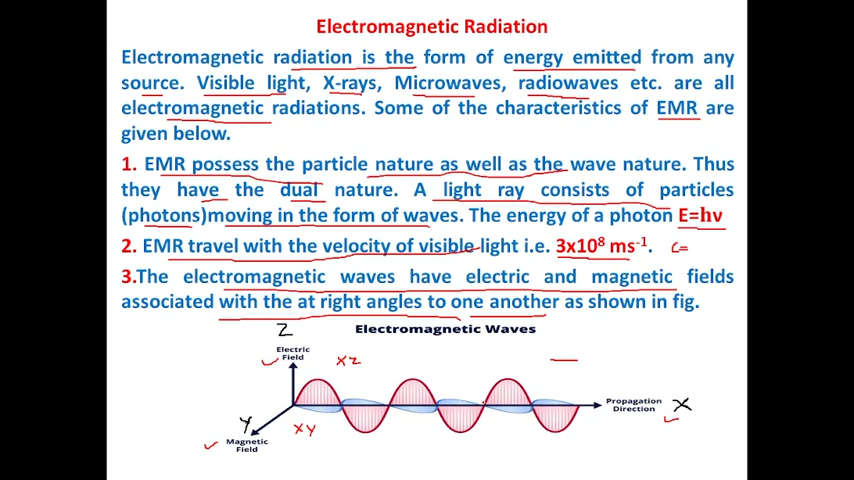 Electromagnetic Radiation
Electromagnetic radiation is the form of energy emitted from any
source. Visible light, X-rays, Microwaves, radiowaves etc. are all
electromagnetic radiations. Some of the characteristics of EMR are
given below.
1. EMR possess the particle nature as well as the wave nature. Thus
they have the dual nature. A light ray consists of particles
(photons)moving in the form of waves. The energy of a photon E=hν
2. EMR travel with the velocity of visible light i.e. 3x10⁸ ms⁻¹. C=
3.The electromagnetic waves have electric and magnetic fields
associated with the at right angles to one another as shown in fig.
Z
Electromagnetic Waves
Electric
Field
XZ
Propagation
Direction
X
Y
XY
Magnetic
Field